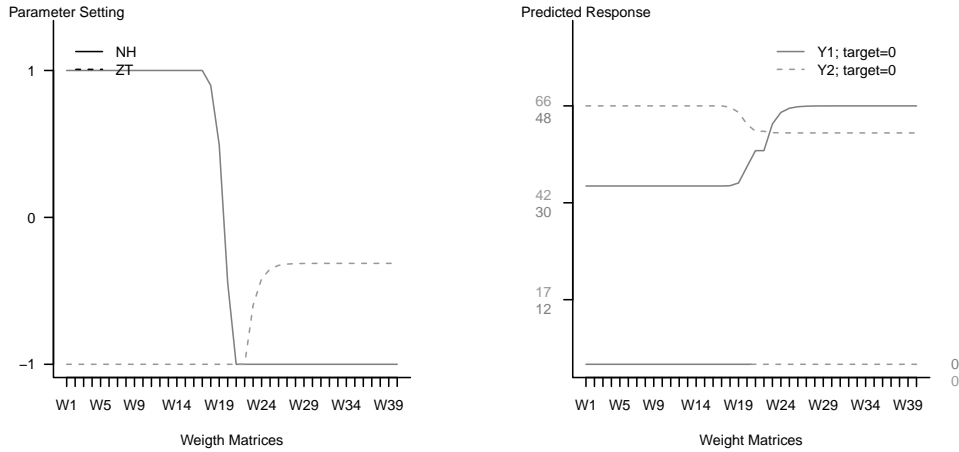 Parameter Setting
NH
ZT
1
0
−1
W1 W5 W9 W14 W19 W24 W29 W34 W39
Weigth Matrices
Predicted Response
Y1; target=0
Y2; target=0
66
48
42
30
17
12
0
0
W1 W5 W9 W14 W19 W24 W29 W34 W39
Weight Matrices